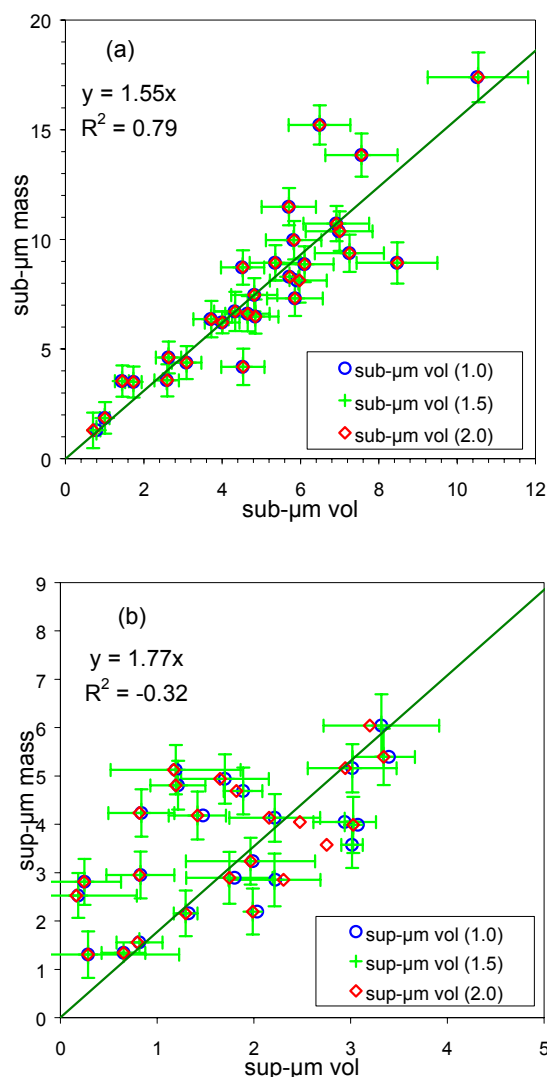 20
(a)
y = 1.55x
R² = 0.79
15
10
5
0
sub-µm mass
sub-µm vol (1.0)
sub-µm vol (1.5)
sub-µm vol (2.0)
0 2 4 6 8 10 12
sub-µm vol
9
(b)
8
y = 1.77x
7
R² = -0.32
6
5
4
3
2
1
0
sup-µm mass
sup-µm vol (1.0)
sup-µm vol (1.5)
sup-µm vol (2.0)
0 1 2 3 4 5
sup-µm vol